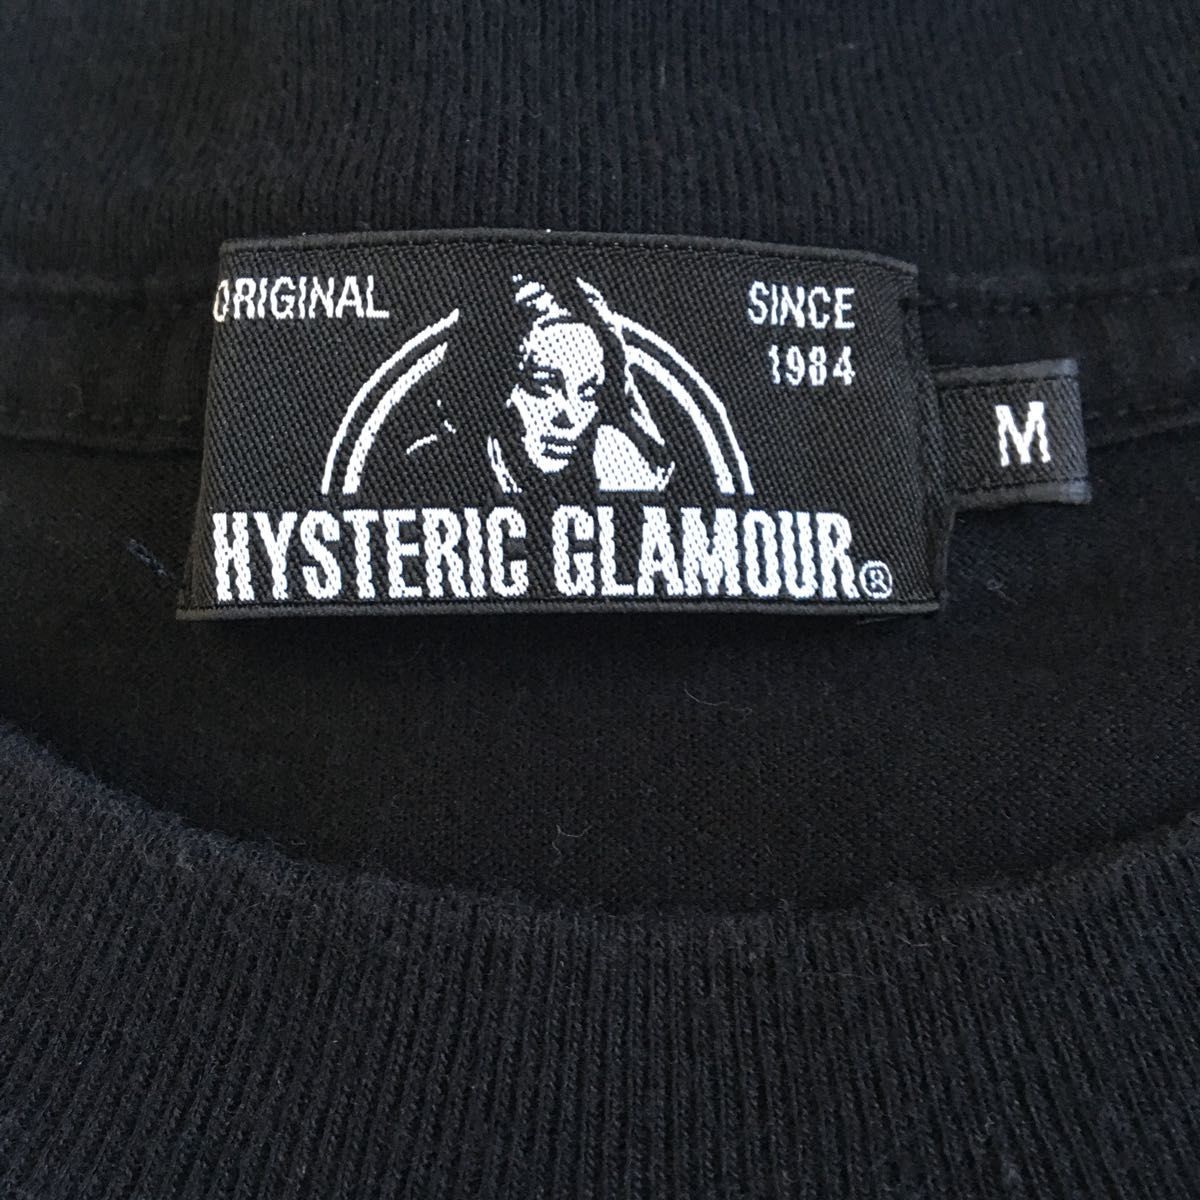 ORIGINAL
SINCE
1984
M
HYSTERIC GLAMOUR®